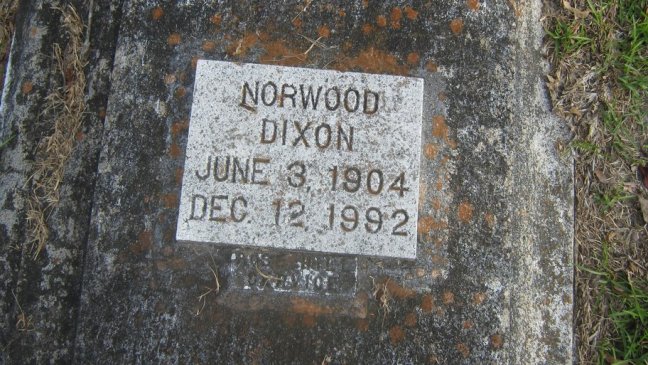 NORWOOD
DIXON
JUNE 3, 1904
DEC 12, 1992